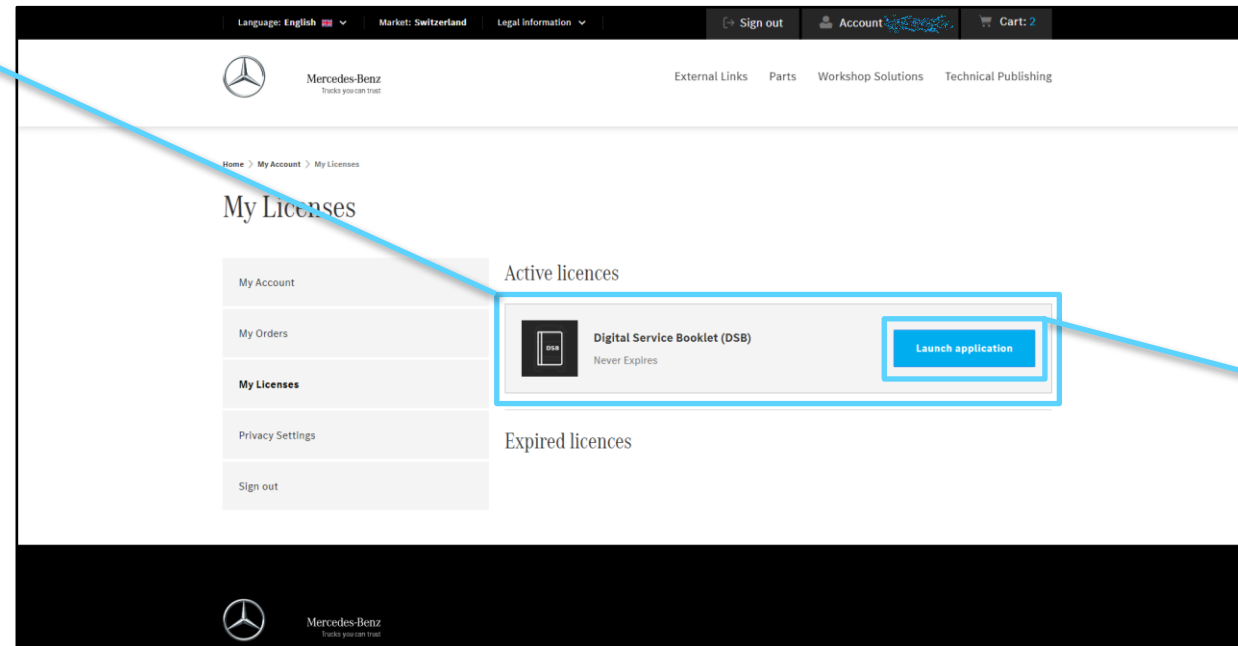 Language: English Market: Switzerland Legal information Sign out Account Cart: 2
Mercedes-Benz
Trucks you can trust
External Links Parts Workshop Solutions Technical Publishing
Home > My Account > My Licenses
My Licenses
My Account
My Orders
My Licenses
Privacy Settings
Sign out
Active licences
DSB
Digital Service Booklet (DSB)
Never Expires
Launch application
Expired licences
Mercedes-Benz
Trucks you can trust